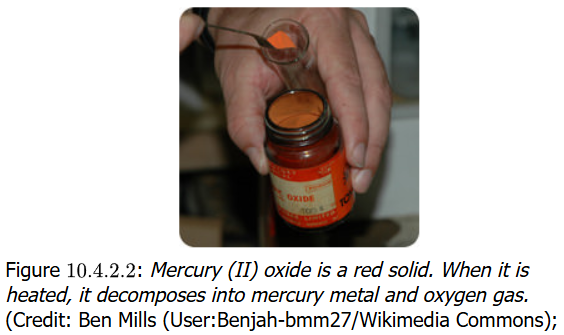 OXIDE
Figure 10.4.2.2: Mercury (II) oxide is a red solid. When it is
heated, it decomposes into mercury metal and oxygen gas.
(Credit: Ben Mills (User:Benjah-bmm27/Wikimedia Commons);